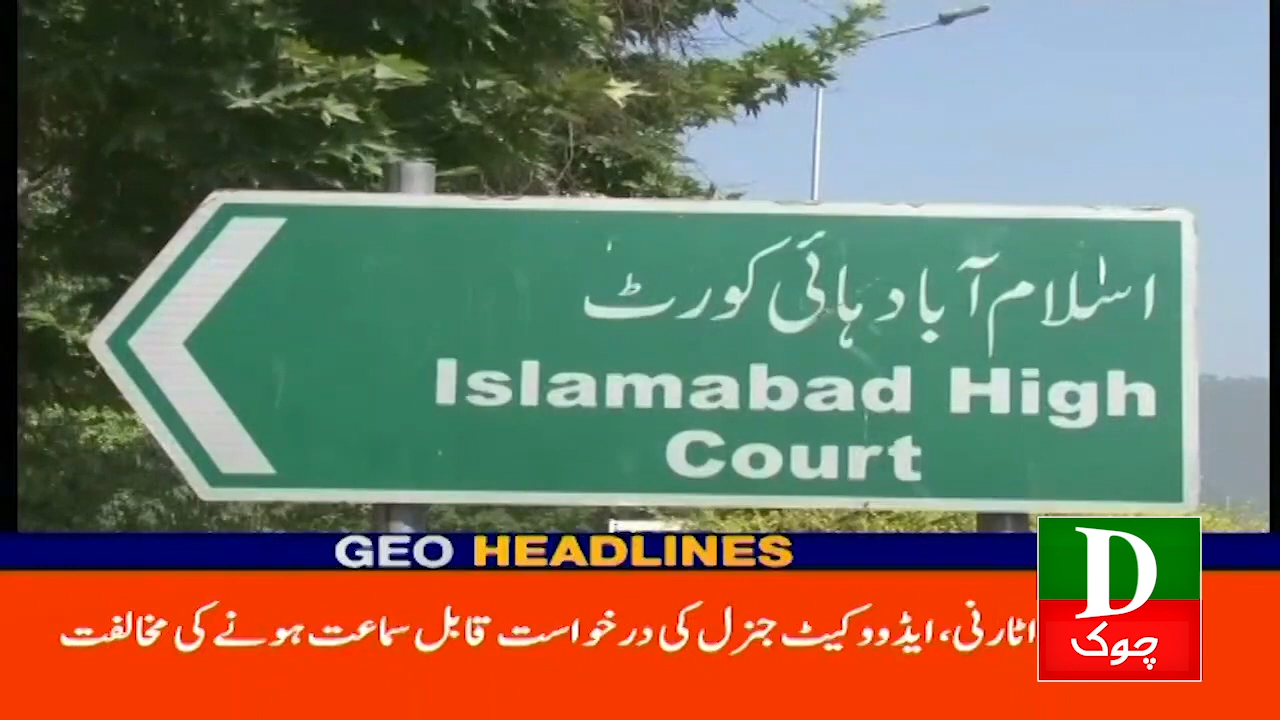 اسلام آباد ہائی کورٹ
Islamabad High
Court
GEO HEADLINES
اٹارنی، ایڈووکیٹ جنرل کی درخواست قابل سماعت ہونے کی مخالفت
D
چوک